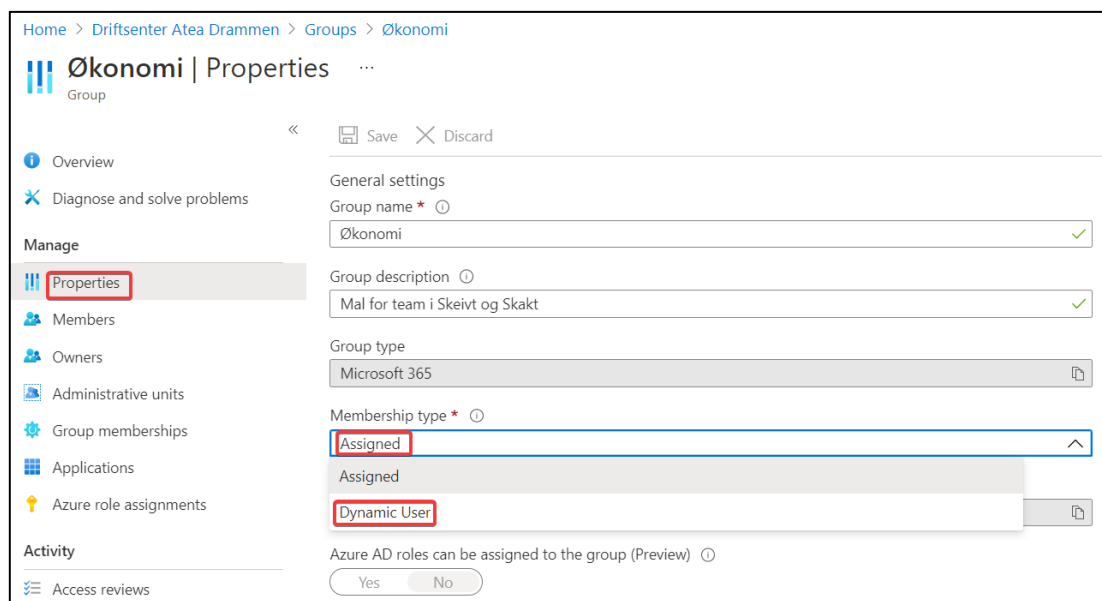 Home > Driftsenter Atea Drammen > Groups > Økonomi
Økonomi | Properties ...
Group
«
Save Discard
Overview
Diagnose and solve problems
Manage
Properties
Members
Owners
Administrative units
Group memberships
Applications
Azure role assignments
Activity
Access reviews
General settings
Group name *
Økonomi
Group description
Mal for team i Skeivt og Skakt
Group type
Microsoft 365
Membership type *
Assigned
Assigned
Dynamic User
Azure AD roles can be assigned to the group (Preview)
Yes No